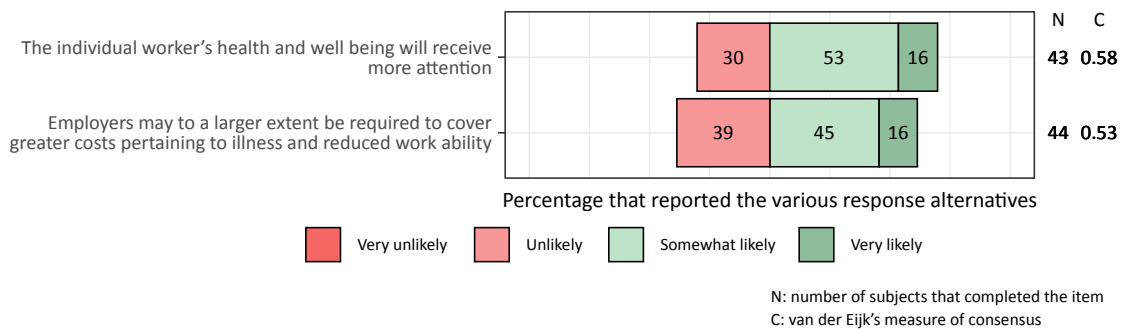 N C
The individual worker’s health and well being will receive
more attention
30 53 16
43 0.58
Employers may to a larger extent be required to cover
greater costs pertaining to illness and reduced work ability
39 45 16
44 0.53
Percentage that reported the various response alternatives
Very unlikely Unlikely Somewhat likely Very likely
N: number of subjects that completed the item
C: van der Eijk’s measure of consensus